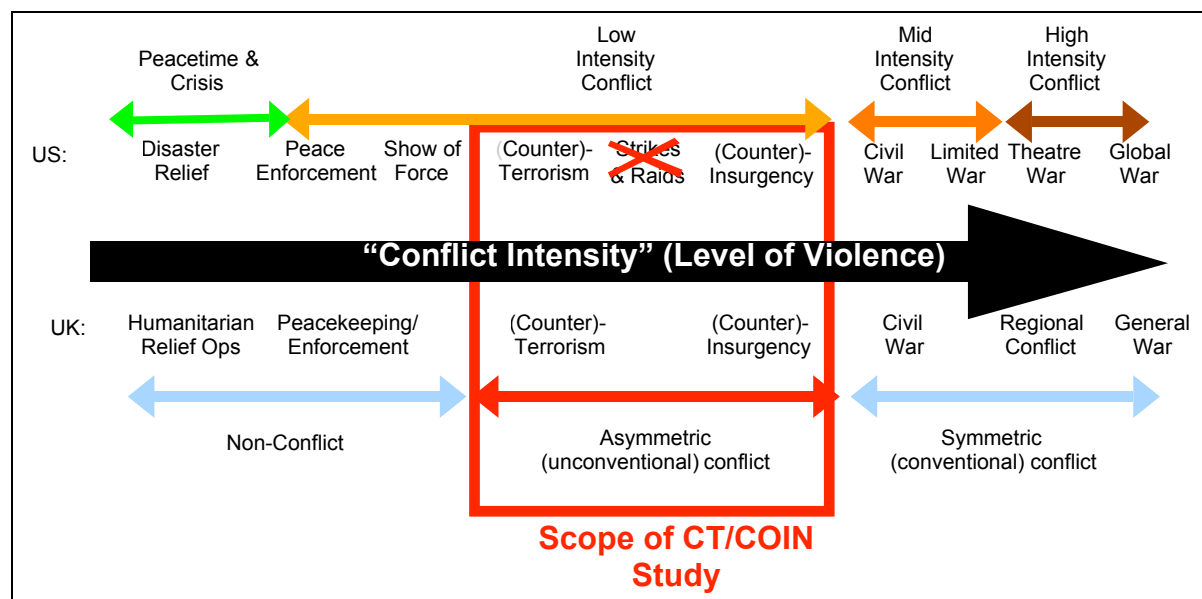 Peacetime &
Crisis
Low
Intensity
Conflict
Mid
Intensity
Conflict
High
Intensity
Conflict
US:
Disaster
Relief
Peace
Enforcement
Show of
Force
(Counter)-
Terrorism
Strikes
& Raids
(Counter)-
Insurgency
Civil
War
Limited
War
Theatre
War
Global
War
“Conflict Intensity” (Level of Violence)
UK:
Humanitarian
Relief Ops
Peacekeeping/
Enforcement
(Counter)-
Terrorism
(Counter)-
Insurgency
Civil
War
Regional
Conflict
General
War
Non-Conflict
Asymmetric
(unconventional) conflict
Symmetric
(conventional) conflict
Scope of CT/COIN
Study